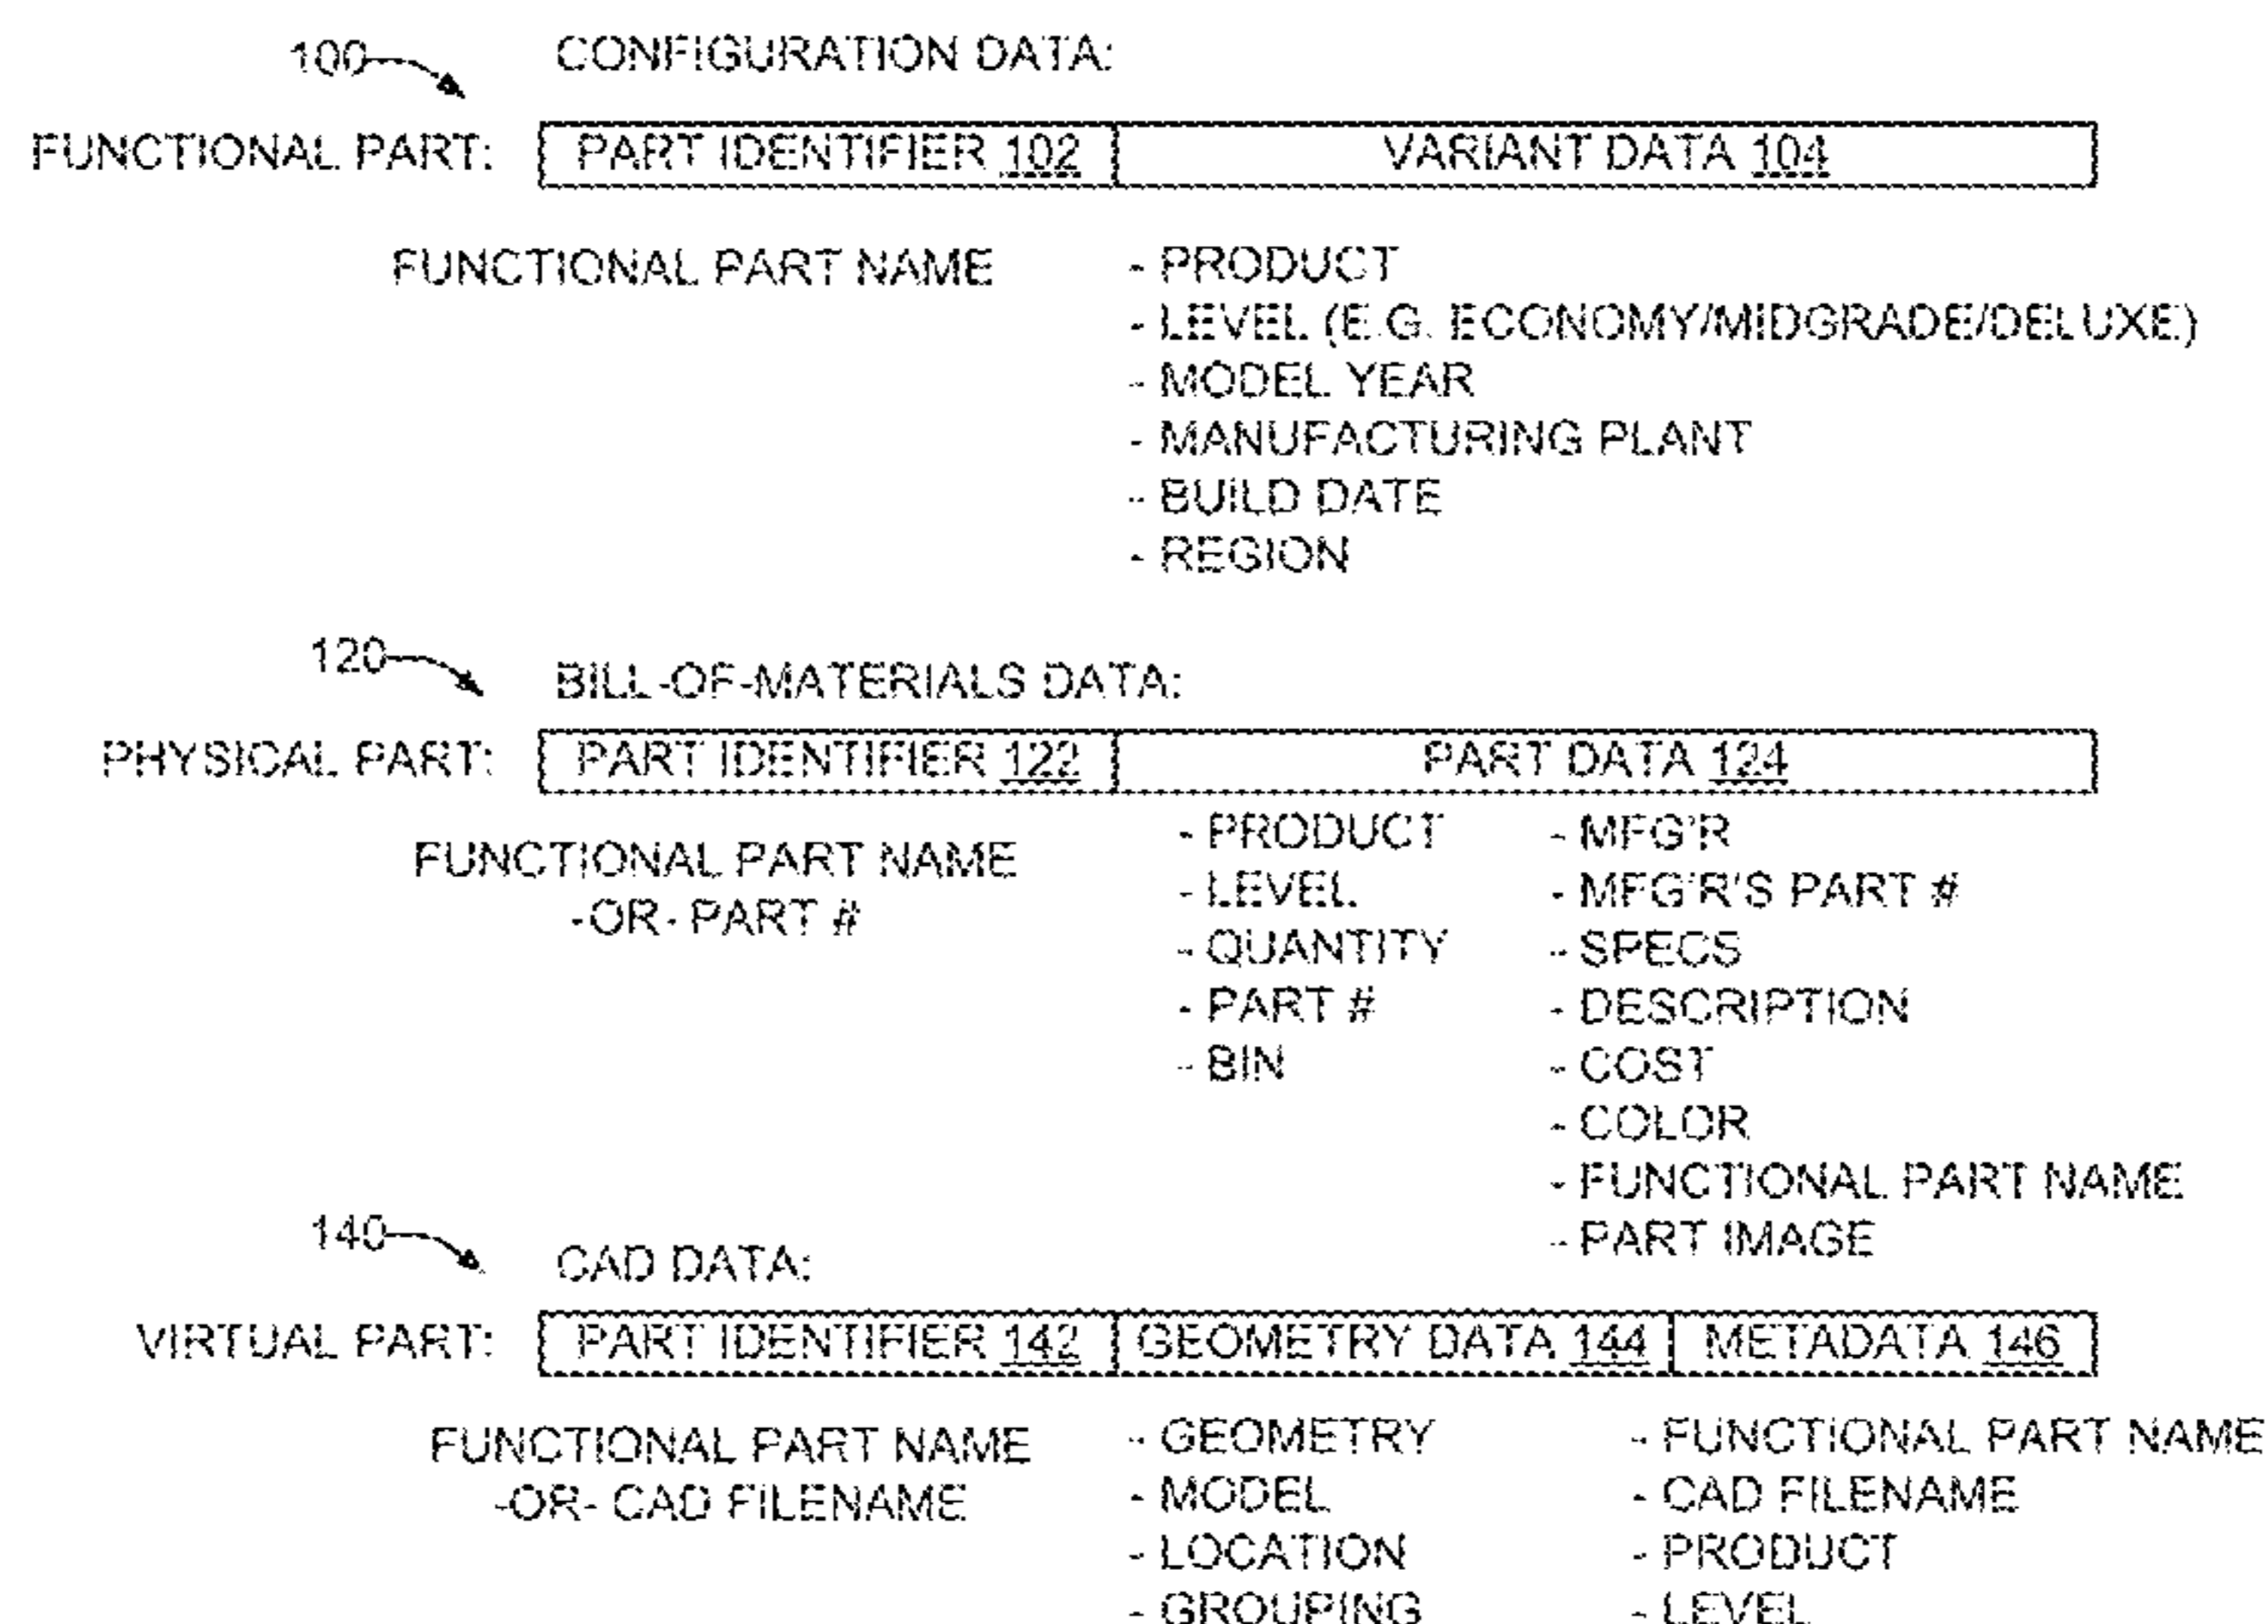 100
CONFIGURATION DATA:
FUNCTIONAL PART: PART IDENTIFIER 102 VARIANT DATA 104
FUNCTIONAL PART NAME
- PRODUCT
- LEVEL (E.G. ECONOMY/MIDGRADE/DELUXE)
- MODEL YEAR
- MANUFACTURING PLANT
- BUILD DATE
- REGION
120
BILL-OF-MATERIALS DATA:
PHYSICAL PART: PART IDENTIFIER 122 PART DATA 124
FUNCTIONAL PART NAME
-OR- PART #
- PRODUCT
- LEVEL
- QUANTITY
- PART #
- BIN
- MFG'R
- MFG'R'S PART #
- SPECS
- DESCRIPTION
- COST
- COLOR
- FUNCTIONAL PART NAME
- PART IMAGE
140
CAD DATA:
VIRTUAL PART: PART IDENTIFIER 142 GEOMETRY DATA 144 METADATA 146
FUNCTIONAL PART NAME
-OR- CAD FILENAME
- GEOMETRY
- MODEL
- LOCATION
- GROUPING
- FUNCTIONAL PART NAME
- CAD FILENAME
- PRODUCT
- LEVEL